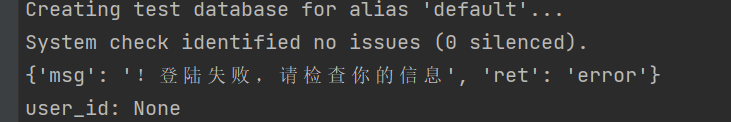 Creating test database for alias 'default'...
System check identified no issues (0 silenced).
{'msg': '! 登陆失败, 请检查你的信息', 'ret': 'error'}
user_id: None